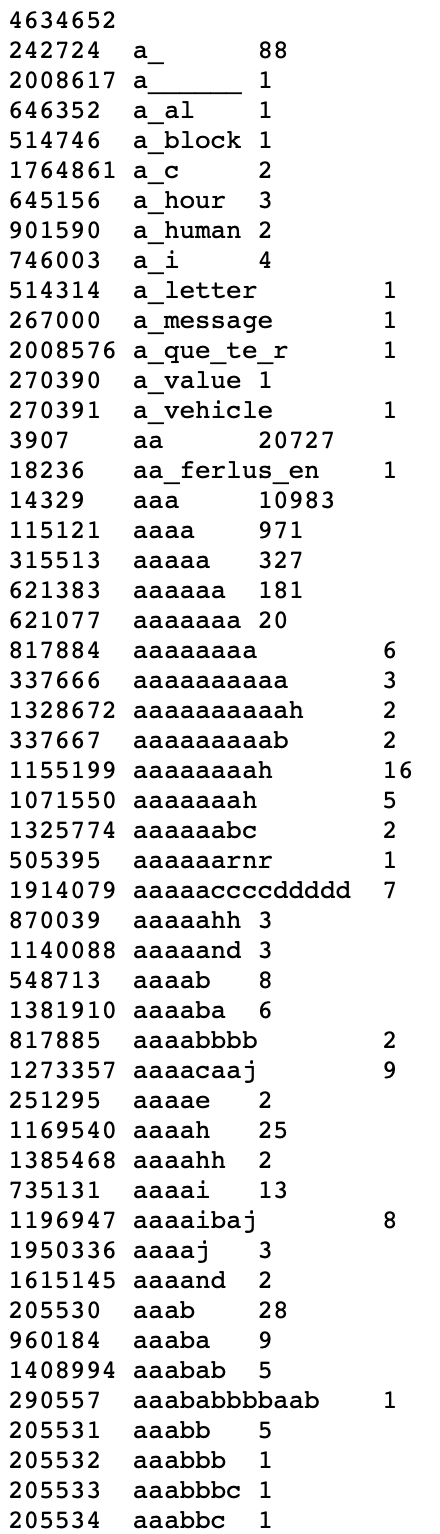 4634652
242724 a_ 88
2008617 a______ 1
646352 a_al 1
514746 a_block 1
1764861 a_c 2
645156 a_hour 3
901590 a_human 2
746003 a_i 4
514314 a_letter 1
267000 a_message 1
2008576 a_que_te_r 1
270390 a_value 1
270391 a_vehicle 1
3907 aa 20727
18236 aa_ferlus_en 1
14329 aaa 10983
115121 aaaa 971
315513 aaaaa 327
621383 aaaaaa 181
621077 aaaaaaa 20
817884 aaaaaaaa 6
337666 aaaaaaaaaa 3
1328672 aaaaaaaaaah 2
337667 aaaaaaaaab 2
1155199 aaaaaaaah 16
1071550 aaaaaaah 5
1325774 aaaaaabc 2
505395 aaaaaarnr 1
1914079 aaaaaccccddddd 7
870039 aaaaahh 3
1140088 aaaaand 3
548713 aaaab 8
1381910 aaaaba 6
817885 aaaabbbb 2
1273357 aaaacaaj 9
251295 aaaae 2
1169540 aaaah 25
1385468 aaaahh 2
735131 aaaai 13
1196947 aaaaibaj 8
1950336 aaaaj 3
1615145 aaaand 2
205530 aaab 28
960184 aaaba 9
1408994 aaabab 5
290557 aaababbbbaab 1
205531 aaabb 5
205532 aaabbb 1
205533 aaabbbc 1
205534 aaabbc 1